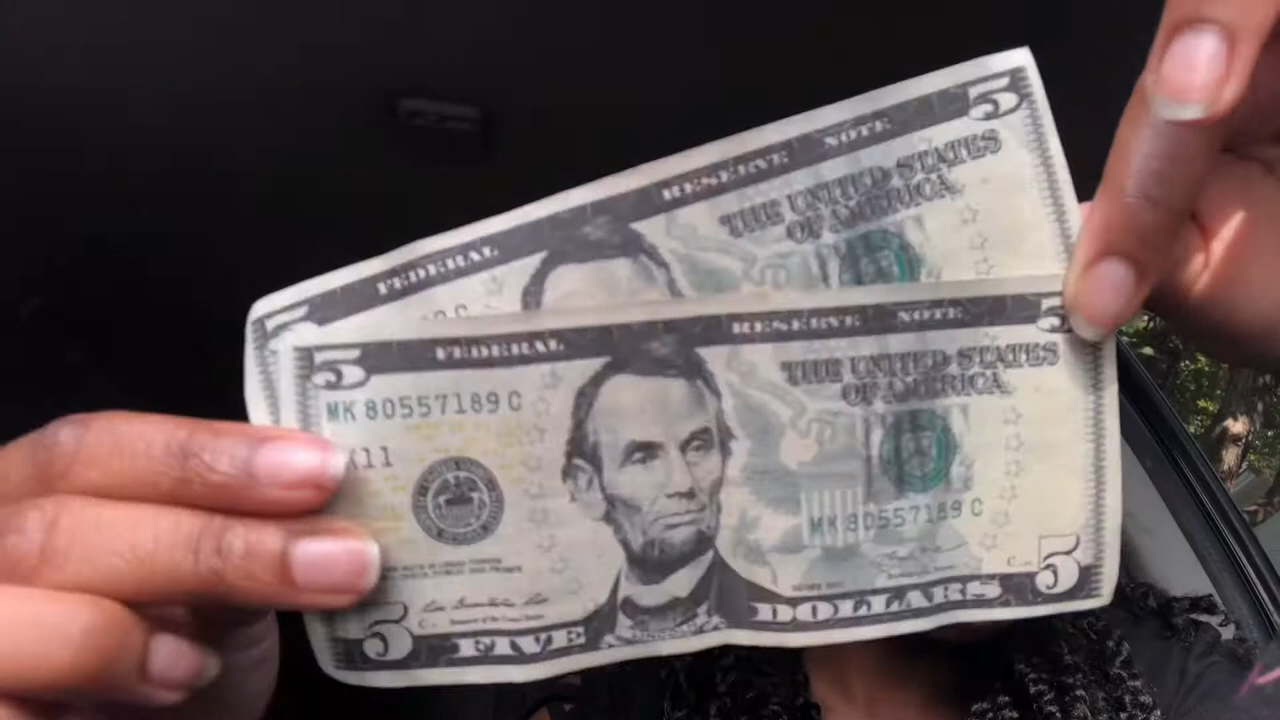 5
RESERVE NOTE
THE UNITED STATES
OF AMERICA
FEDERAL
5
5
FEDERAL
RESERVE NOTE
5
THE UNITED STATES
OF AMERICA
MK 80557189 C
K11
MK 80557189 C
5
5
FIVE
DOLLARS